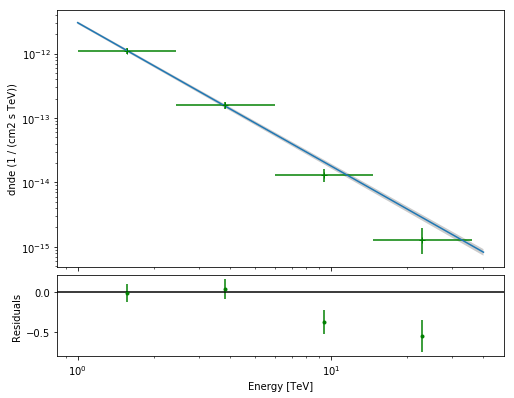 10⁻¹²
10⁻¹³
10⁻¹⁴
10⁻¹⁵
dnde (1 / (cm2 s TeV))
0.0
−0.5
Residuals
10⁰
10¹
Energy [TeV]